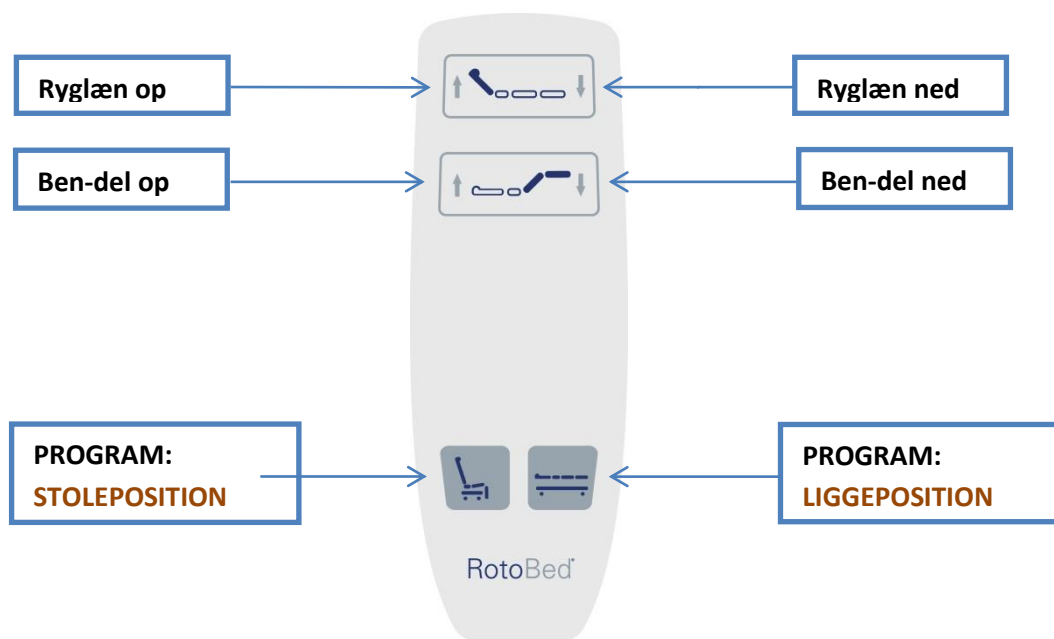 Ryglæn op
Ryglæn ned
Ben-del op
Ben-del ned
PROGRAM:
STOLEPOSITION
PROGRAM:
LIGGEPOSITION
RotoBed